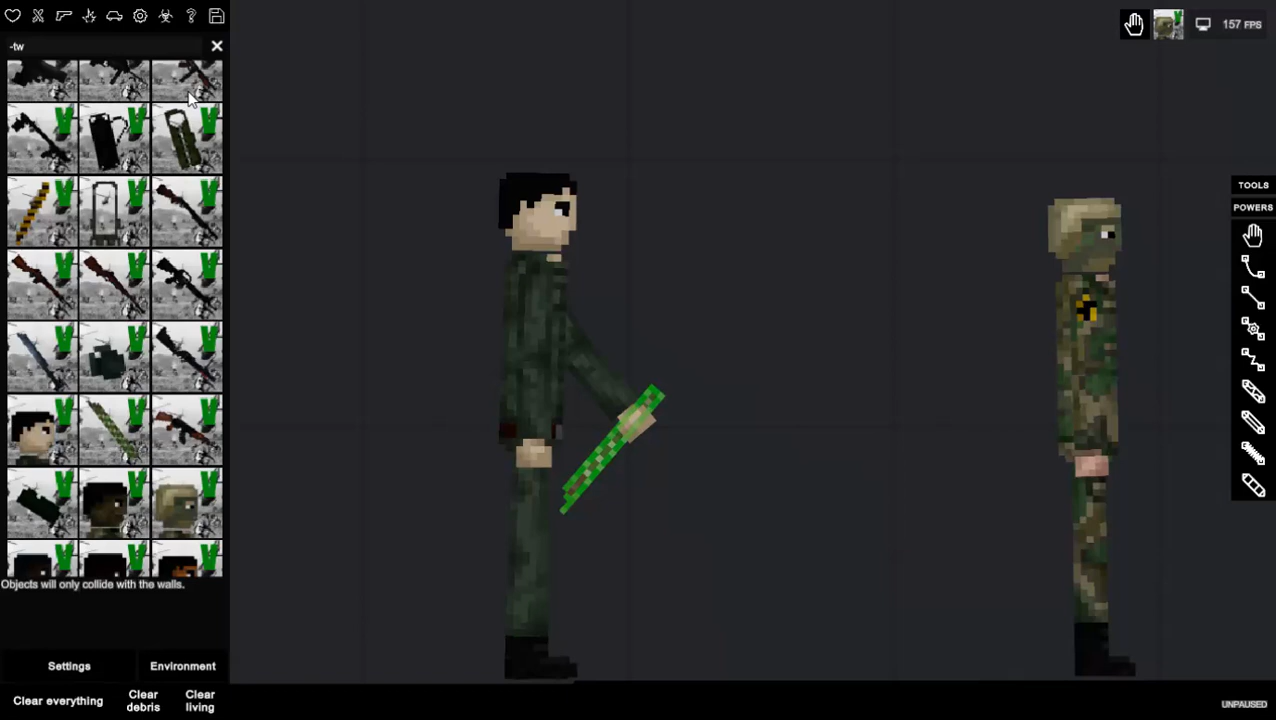 157 FPS
-tw
TOOLS
POWERS
Objects will only collide with the walls.
Settings
Environment
Clear everything
Clear
debris
Clear
living
UNPAUSED